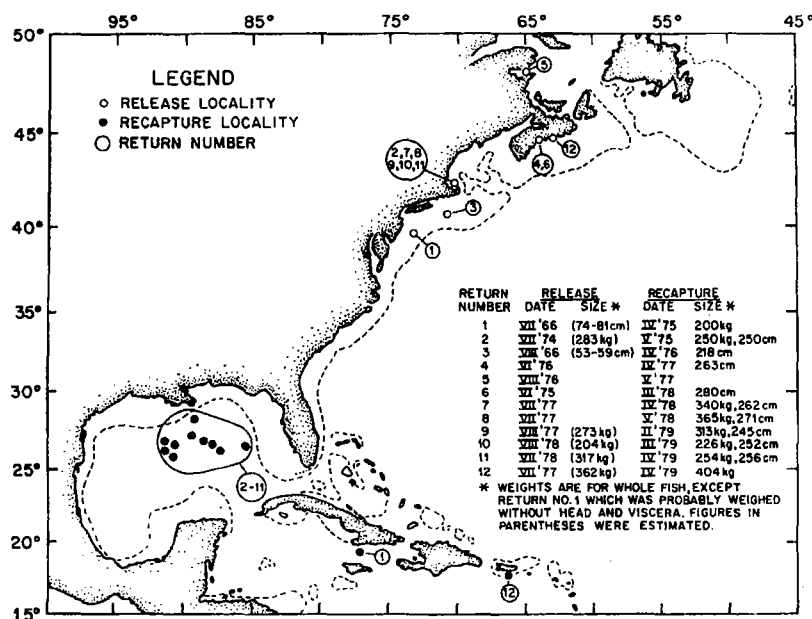 95° 85° 75° 65° 55° 45°
50°
45°
40°
35°
30°
25°
20°
15°
LEGEND
RELEASE LOCALITY
RECAPTURE LOCALITY
RETURN NUMBER
5
2,7,8
9,10,11
4,6
12
3
1
2-11
1
12
RETURN RELEASE RECAPTURE
NUMBER DATE SIZE * DATE SIZE *
1 VII '66 (74-81cm) IV '75 200kg
2 VII '74 (283kg) V '75 250kg, 250cm
3 VIII '66 (53-59cm) IV '76 218cm
4 VI '76 IV '77 263cm
5 VIII '76 V '77
6 VI '75 III '78 280cm
7 VII '77 IV '78 340kg, 262cm
8 VII '77 V '78 365kg, 271cm
9 VIII '77 (273kg) II '79 313kg, 245cm
10 VIII '78 (204kg) III '79 226kg, 252cm
11 VII '78 (317kg) IV '79 254kg, 256cm
12 VII '77 (362kg) IV '79 404kg
* WEIGHTS ARE FOR WHOLE FISH, EXCEPT
RETURN NO. 1 WHICH WAS PROBABLY WEIGHED
WITHOUT HEAD AND VISCERA. FIGURES IN
PARENTHESES WERE ESTIMATED.